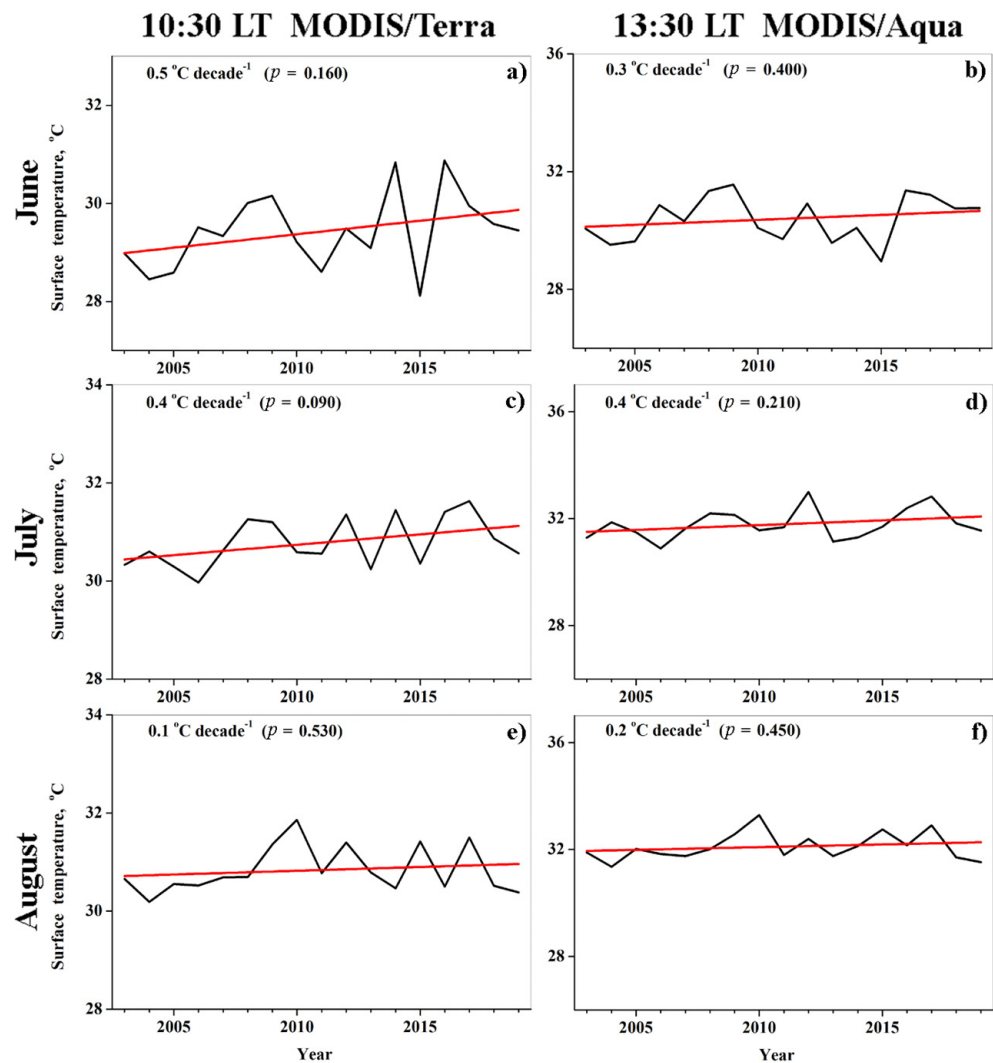 10:30 LT MODIS/Terra
13:30 LT MODIS/Aqua
June
Surface temperature, °C
0.5 °C decade⁻¹ (p = 0.160)
a)
32
30
28
2005 2010 2015
0.3 °C decade⁻¹ (p = 0.400)
b)
36
32
28
2005 2010 2015
July
Surface temperature, °C
0.4 °C decade⁻¹ (p = 0.090)
c)
34
32
30
28
2005 2010 2015
0.4 °C decade⁻¹ (p = 0.210)
d)
36
32
28
2005 2010 2015
August
Surface temperature, °C
0.1 °C decade⁻¹ (p = 0.530)
e)
34
32
30
28
2005 2010 2015
Year
0.2 °C decade⁻¹ (p = 0.450)
f)
36
32
28
2005 2010 2015
Year